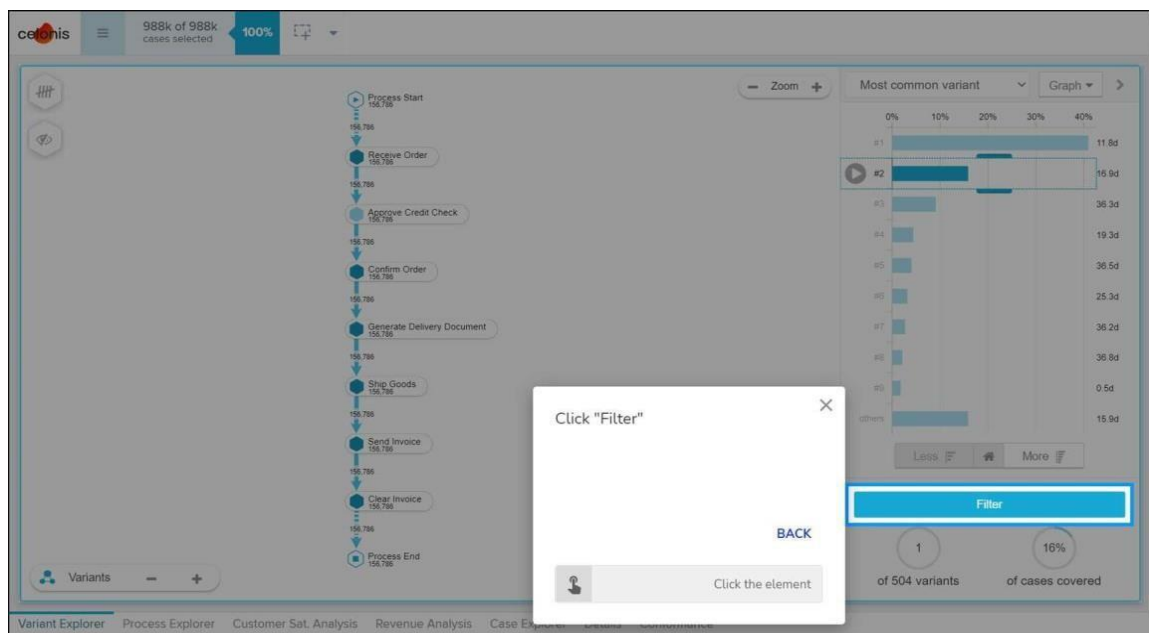 celonis
988k of 988k
cases selected
100%
Zoom
Most common variant
Graph
Process Start
156,786
156,786
Receive Order
156,786
156,786
Approve Credit Check
156,786
156,786
Confirm Order
156,786
156,786
Generate Delivery Document
156,786
156,786
Ship Goods
156,786
156,786
Send Invoice
156,786
156,786
Clear Invoice
156,786
156,786
Process End
156,786
0% 10% 20% 30% 40%
#1 11.8d
#2 16.9d
#3 36.3d
#4 19.3d
#5 36.5d
#6 25.3d
#7 36.2d
#8 36.8d
#9 0.5d
others 15.9d
Less
More
Filter
1
of 504 variants
16%
of cases covered
Click "Filter"
BACK
Click the element
Variants
Variant Explorer Process Explorer Customer Sat. Analysis Revenue Analysis Case Explorer Details Conformance